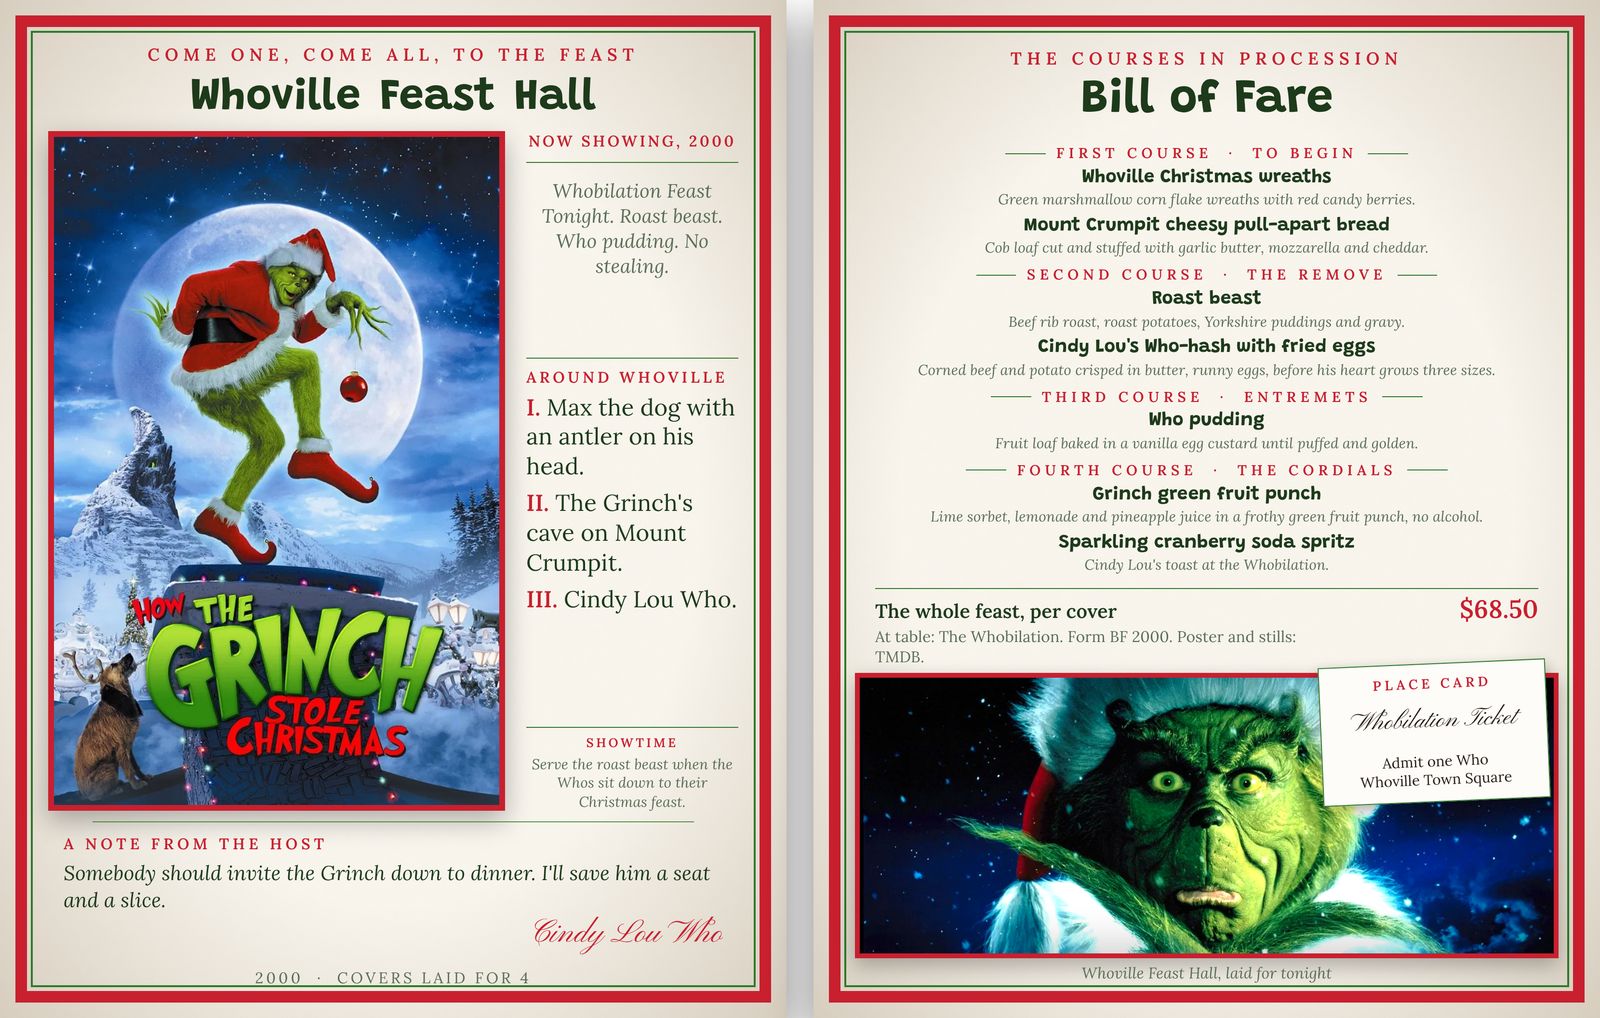 COME ONE, COME ALL, TO THE FEAST
Whoville Feast Hall
HOW THE
GRINCH
STOLE
CHRISTMAS
NOW SHOWING, 2000
Whobilation Feast
Tonight. Roast beast.
Who pudding. No
stealing.
AROUND WHOVILLE
I. Max the dog with
an antler on his
head.
II. The Grinch's
cave on Mount
Crumpit.
III. Cindy Lou Who.
SHOWTIME
Serve the roast beast when the
Whos sit down to their
Christmas feast.
A NOTE FROM THE HOST
Somebody should invite the Grinch down to dinner. I'll save him a seat
and a slice.
Cindy Lou Who
2000 · COVERS LAID FOR 4
THE COURSES IN PROCESSION
Bill of Fare
FIRST COURSE · TO BEGIN
Whoville Christmas wreaths
Green marshmallow corn flake wreaths with red candy berries.
Mount Crumpit cheesy pull-apart bread
Cob loaf cut and stuffed with garlic butter, mozzarella and cheddar.
SECOND COURSE · THE REMOVE
Roast beast
Beef rib roast, roast potatoes, Yorkshire puddings and gravy.
Cindy Lou's Who-hash with fried eggs
Corned beef and potato crisped in butter, runny eggs, before his heart grows three sizes.
THIRD COURSE · ENTREMETS
Who pudding
Fruit loaf baked in a vanilla egg custard until puffed and golden.
FOURTH COURSE · THE CORDIALS
Grinch green fruit punch
Lime sorbet, lemonade and pineapple juice in a frothy green fruit punch, no alcohol.
Sparkling cranberry soda spritz
Cindy Lou's toast at the Whobilation.
The whole feast, per cover $68.50
At table: The Whobilation. Form BF 2000. Poster and stills:
TMDB.
PLACE CARD
Whobilation Ticket
Admit one Who
Whoville Town Square
Whoville Feast Hall, laid for tonight